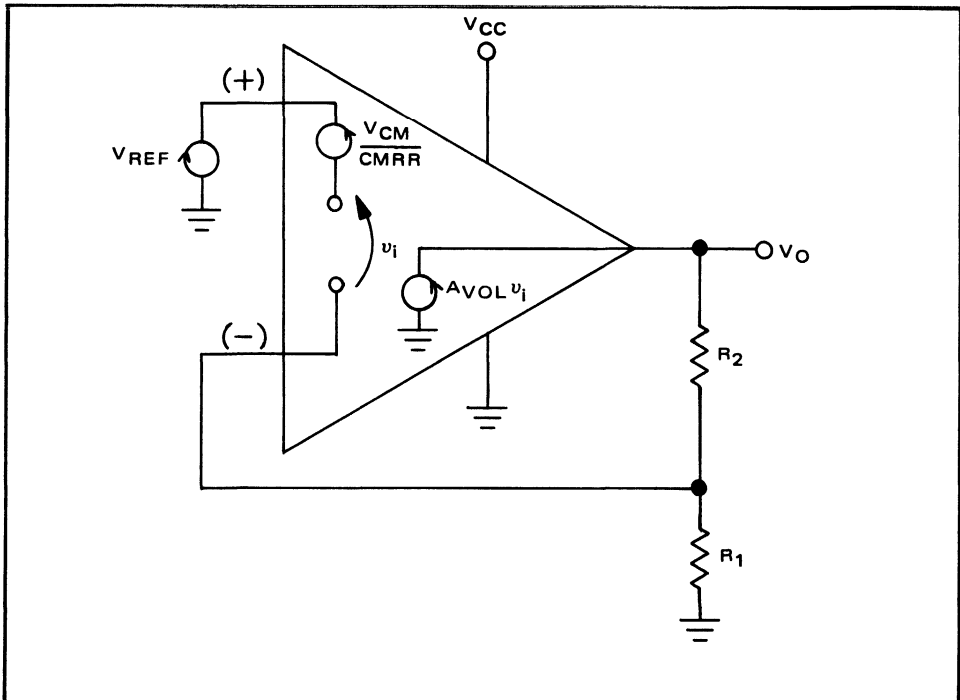 VCC
(+)
VREF
VCM
CMRR
υi
AVOL υi
VO
(-)
R2
R1